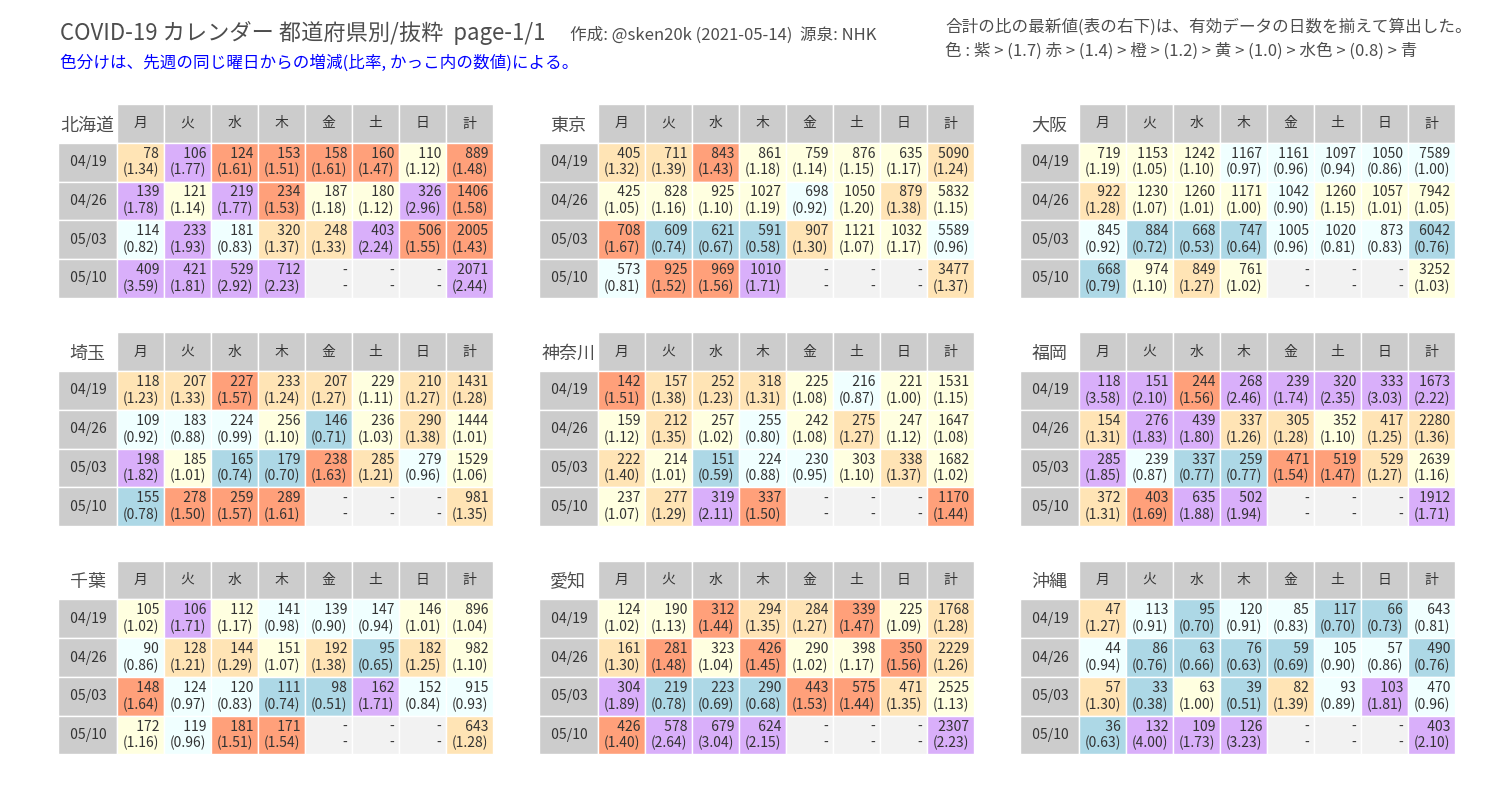 COVID-19 カレンダー 都道府県別/抜粋 page-1/1 作成: @sken20k (2021-05-14) 源泉: NHK
色分けは、先週の同じ曜日からの増減(比率, かっこ内の数値)による。
合計の比の最新値(表の右下)は、有効データの日数を揃えて算出した。
色 : 紫 > (1.7) 赤 > (1.4) > 橙 > (1.2) > 黄 > (1.0) > 水色 > (0.8) > 青
北海道 月 火 水 木 金 土 日 計
04/19 78 106 124 153 158 160 110 889
(1.34) (1.77) (1.61) (1.51) (1.61) (1.47) (1.12) (1.48)
04/26 139 121 219 234 187 180 326 1406
(1.78) (1.14) (1.77) (1.53) (1.18) (1.12) (2.96) (1.58)
05/03 114 233 181 320 248 403 506 2005
(0.82) (1.93) (0.83) (1.37) (1.33) (2.24) (1.55) (1.43)
05/10 409 421 529 712 - - - 2071
(3.59) (1.81) (2.92) (2.23) - - - (2.44)
東京 月 火 水 木 金 土 日 計
04/19 405 711 843 861 759 876 635 5090
(1.32) (1.39) (1.43) (1.18) (1.14) (1.15) (1.17) (1.24)
04/26 425 828 925 1027 698 1050 879 5832
(1.05) (1.16) (1.10) (1.19) (0.92) (1.20) (1.38) (1.15)
05/03 708 609 621 591 907 1121 1032 5589
(1.67) (0.74) (0.67) (0.58) (1.30) (1.07) (1.17) (0.96)
05/10 573 925 969 1010 - - - 3477
(0.81) (1.52) (1.56) (1.71) - - - (1.37)
大阪 月 火 水 木 金 土 日 計
04/19 719 1153 1242 1167 1161 1097 1050 7589
(1.19) (1.05) (1.10) (0.97) (0.96) (0.94) (0.86) (1.00)
04/26 922 1230 1260 1171 1042 1260 1057 7942
(1.28) (1.07) (1.01) (1.00) (0.90) (1.15) (1.01) (1.05)
05/03 845 884 668 747 1005 1020 873 6042
(0.92) (0.72) (0.53) (0.64) (0.96) (0.81) (0.83) (0.76)
05/10 668 974 849 761 - - - 3252
(0.79) (1.10) (1.27) (1.02) - - - (1.03)
埼玉 月 火 水 木 金 土 日 計
04/19 118 207 227 233 207 229 210 1431
(1.23) (1.33) (1.57) (1.24) (1.27) (1.11) (1.27) (1.28)
04/26 109 183 224 256 146 236 290 1444
(0.92) (0.88) (0.99) (1.10) (0.71) (1.03) (1.38) (1.01)
05/03 198 185 165 179 238 285 279 1529
(1.82) (1.01) (0.74) (0.70) (1.63) (1.21) (0.96) (1.06)
05/10 155 278 259 289 - - - 981
(0.78) (1.50) (1.57) (1.61) - - - (1.35)
神奈川 月 火 水 木 金 土 日 計
04/19 142 157 252 318 225 216 221 1531
(1.51) (1.38) (1.23) (1.31) (1.08) (0.87) (1.00) (1.15)
04/26 159 212 257 255 242 275 247 1647
(1.12) (1.35) (1.02) (0.80) (1.08) (1.27) (1.12) (1.08)
05/03 222 214 151 224 230 303 338 1682
(1.40) (1.01) (0.59) (0.88) (0.95) (1.10) (1.37) (1.02)
05/10 237 277 319 337 - - - 1170
(1.07) (1.29) (2.11) (1.50) - - - (1.44)
福岡 月 火 水 木 金 土 日 計
04/19 118 151 244 268 239 320 333 1673
(3.58) (2.10) (1.56) (2.46) (1.74) (2.35) (3.03) (2.22)
04/26 154 276 439 337 305 352 417 2280
(1.31) (1.83) (1.80) (1.26) (1.28) (1.10) (1.25) (1.36)
05/03 285 239 337 259 471 519 529 2639
(1.85) (0.87) (0.77) (0.77) (1.54) (1.47) (1.27) (1.16)
05/10 372 403 635 502 - - - 1912
(1.31) (1.69) (1.88) (1.94) - - - (1.71)
千葉 月 火 水 木 金 土 日 計
04/19 105 106 112 141 139 147 146 896
(1.02) (1.71) (1.17) (0.98) (0.90) (0.94) (1.01) (1.04)
04/26 90 128 144 151 192 95 182 982
(0.86) (1.21) (1.29) (1.07) (1.38) (0.65) (1.25) (1.10)
05/03 148 124 120 111 98 162 152 915
(1.64) (0.97) (0.83) (0.74) (0.51) (1.71) (0.84) (0.93)
05/10 172 119 181 171 - - - 643
(1.16) (0.96) (1.51) (1.54) - - - (1.28)
愛知 月 火 水 木 金 土 日 計
04/19 124 190 312 294 284 339 225 1768
(1.02) (1.13) (1.44) (1.35) (1.27) (1.47) (1.09) (1.28)
04/26 161 281 323 426 290 398 350 2229
(1.30) (1.48) (1.04) (1.45) (1.02) (1.17) (1.56) (1.26)
05/03 304 219 223 290 443 575 471 2525
(1.89) (0.78) (0.69) (0.68) (1.53) (1.44) (1.35) (1.13)
05/10 426 578 679 624 - - - 2307
(1.40) (2.64) (3.04) (2.15) - - - (2.23)
沖縄 月 火 水 木 金 土 日 計
04/19 47 113 95 120 85 117 66 643
(1.27) (0.91) (0.70) (0.91) (0.83) (0.70) (0.73) (0.81)
04/26 44 86 63 76 59 105 57 490
(0.94) (0.76) (0.66) (0.63) (0.69) (0.90) (0.86) (0.76)
05/03 57 33 63 39 82 93 103 470
(1.30) (0.38) (1.00) (0.51) (1.39) (0.89) (1.81) (0.96)
05/10 36 132 109 126 - - - 403
(0.63) (4.00) (1.73) (3.23) - - - (2.10)